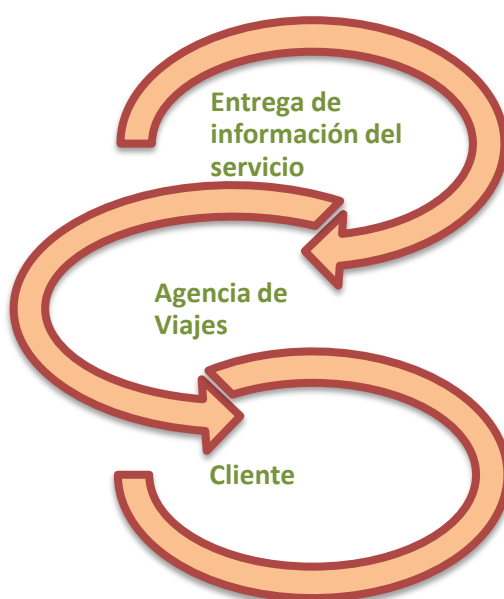 Entrega de
información del
servicio
Agencia de
Viajes
Cliente